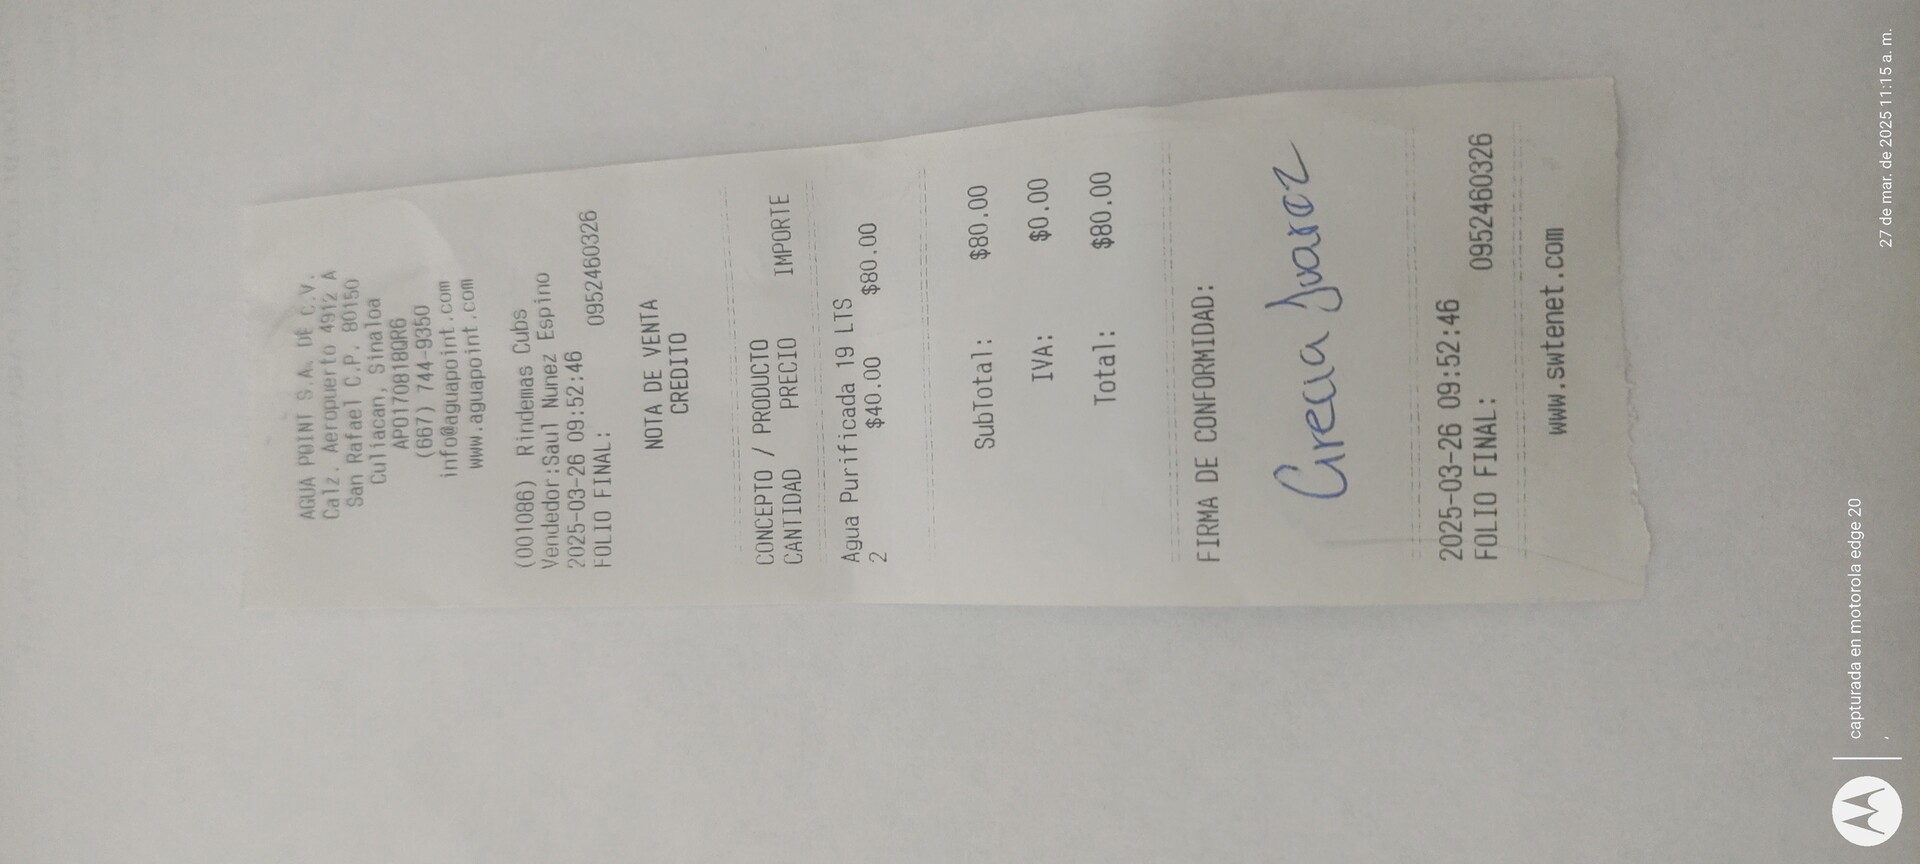 AGUA POINT S.A. DE C.V.
Calz. Aeropuerto 4912 A
San Rafael C.P. 80150
Culiacan, Sinaloa
APO170818QR6
(667) 744-9350
info@aguapoint.com
www.aguapoint.com
(001086) Rindemas Cubs
Vendedor:Saul Nunez Espino
2025-03-26 09:52:46
FOLIO FINAL: 0952460326
NOTA DE VENTA
CREDITO
CONCEPTO / PRODUCTO
CANTIDAD PRECIO IMPORTE
Agua Purificada 19 LTS
2 $40.00 $80.00
SubTotal: $80.00
IVA: $0.00
Total: $80.00
FIRMA DE CONFORMIDAD:
Grecia Juarez
2025-03-26 09:52:46
FOLIO FINAL: 0952460326
www.swtenet.com
capturada en motorola edge 20
27 de mar. de 2025 11:15 a. m.